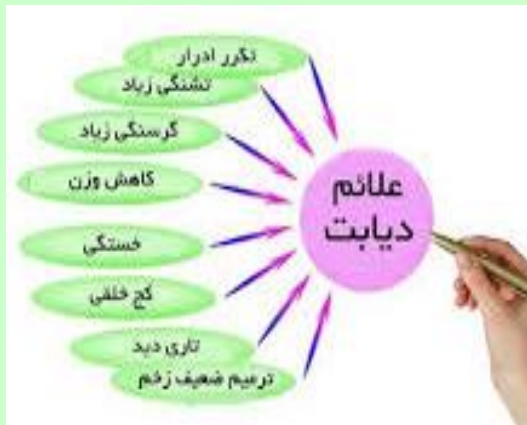 تکرر ادرار
تشنگی زیاد
گرسنگی زیاد
کاهش وزن
خستگی
کج خلقی
تاری دید
ترمیم ضعیف زخم
علائم
دیابت